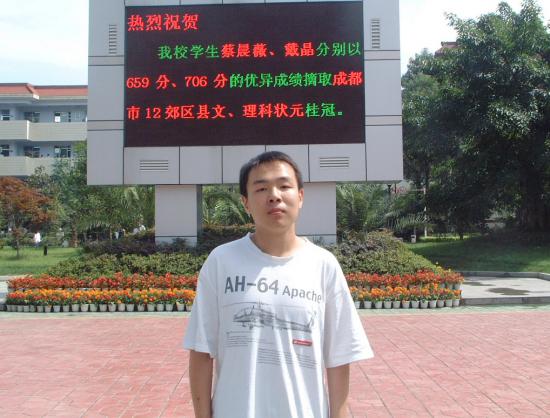 热烈祝贺
我校学生蔡晨薇、戴晶分别以
659 分、706 分的优异成绩摘取成都
市12郊区县文、理科状元桂冠。
AH-64 Apache